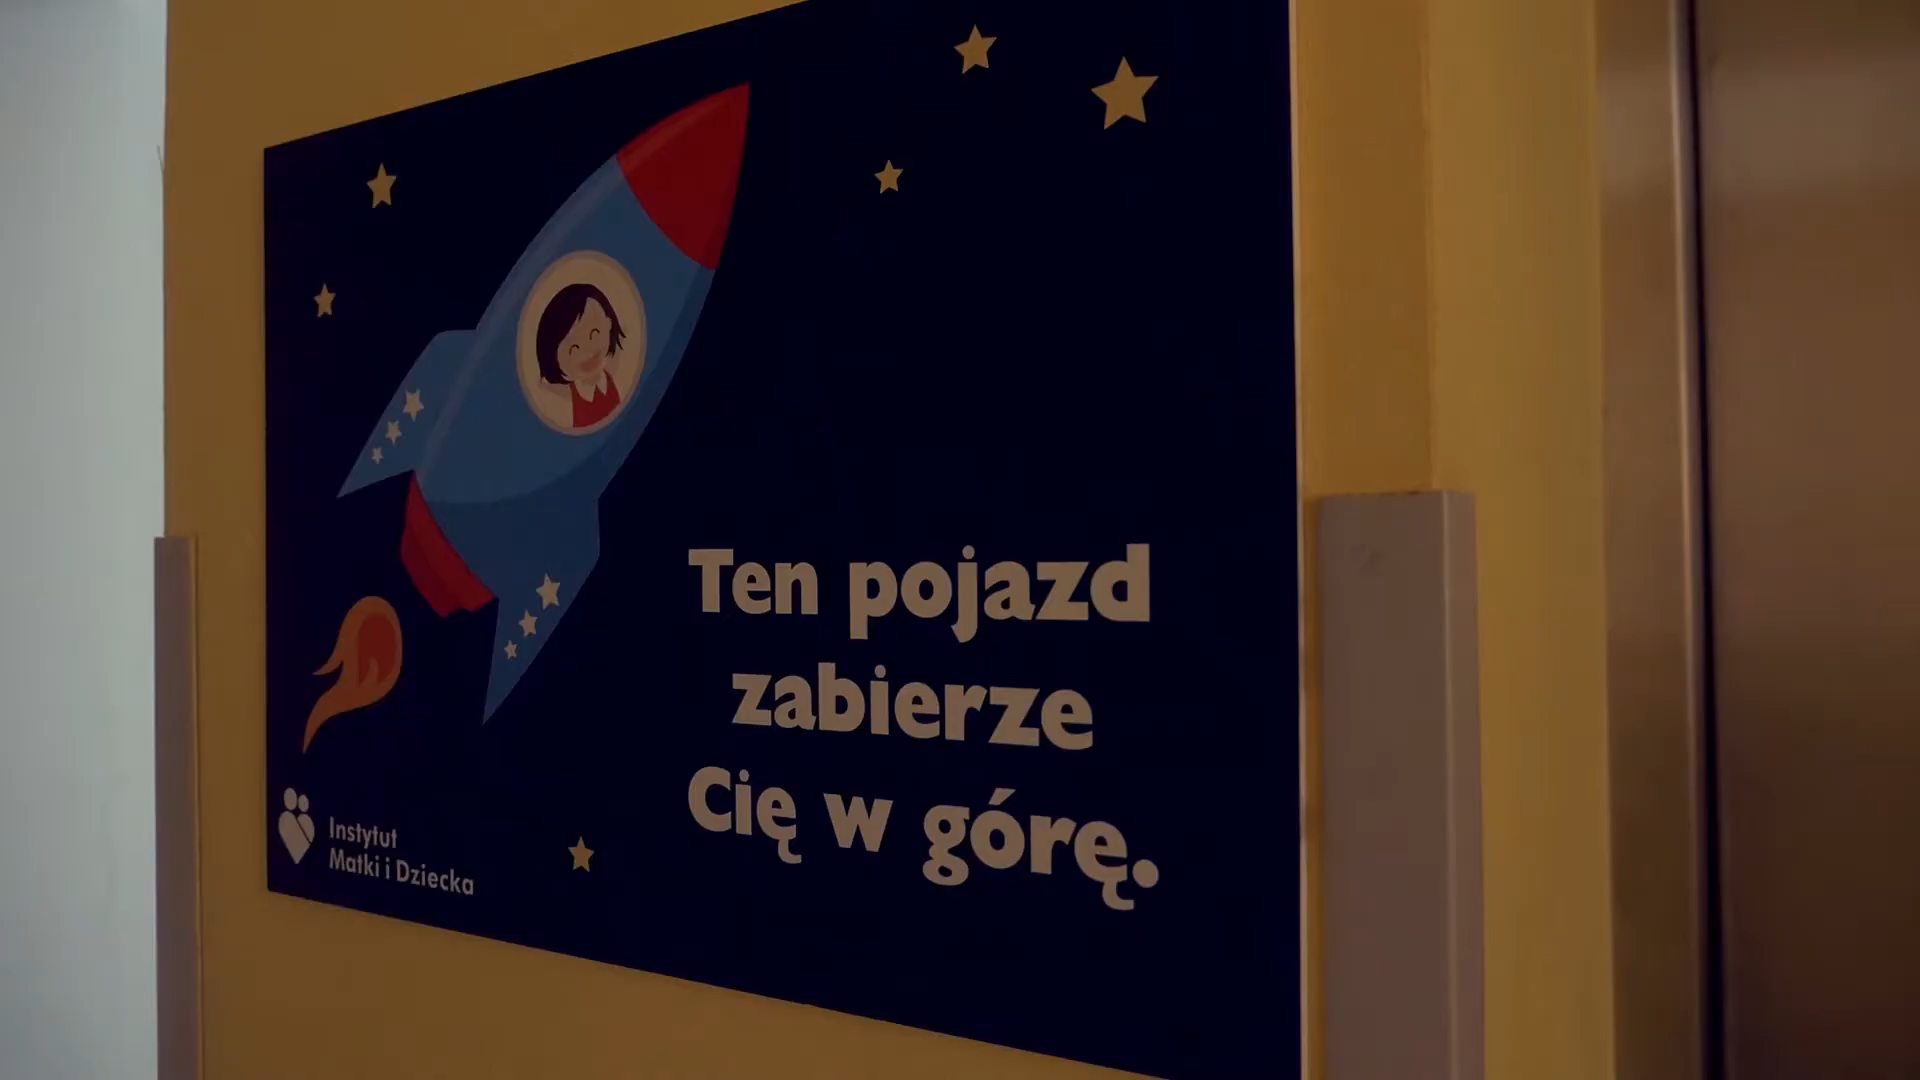 Ten pojazd
zabierze
Cię w górę.
Instytut
Matki i Dziecka